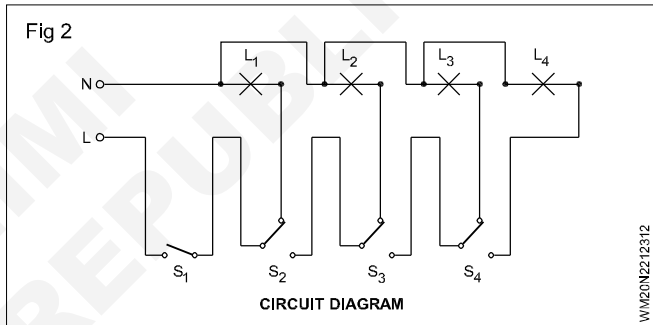 Fig 2
L1 L2 L3 L4
N
L
S1 S2 S3 S4
CIRCUIT DIAGRAM
WM20N2212312